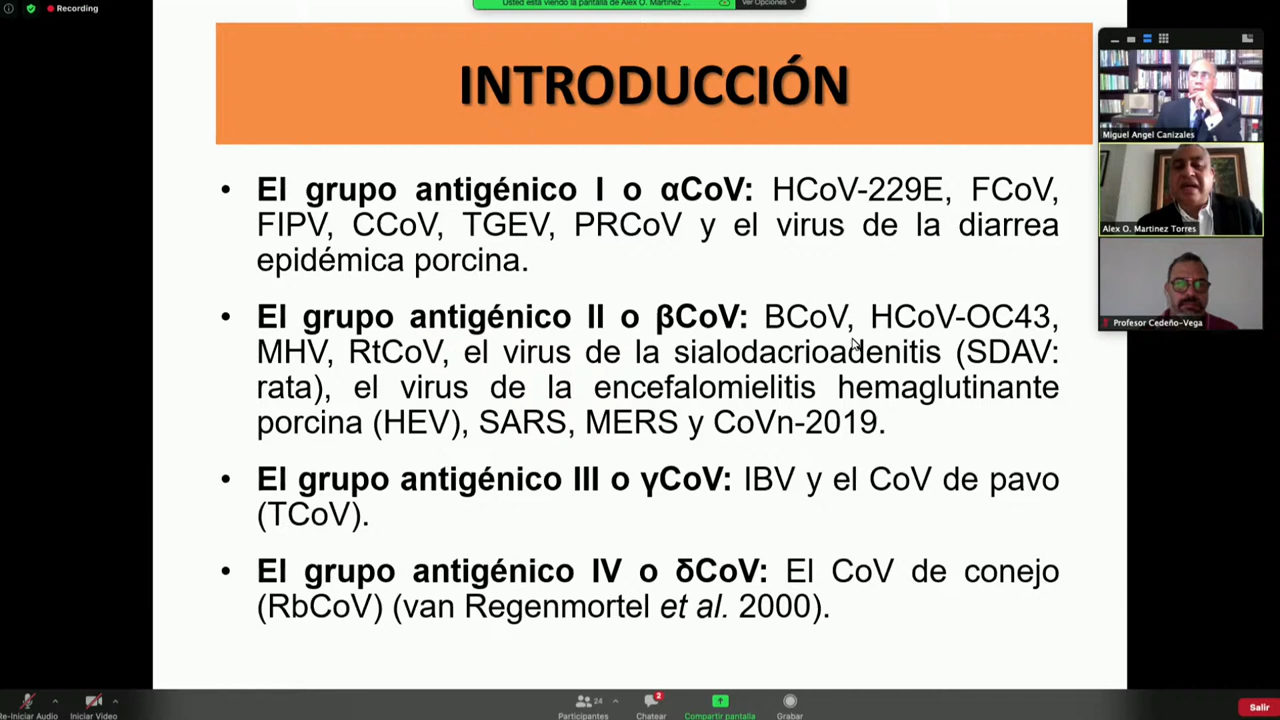 Recording
Usted está viendo la pantalla de Alex O. Martinez ...
Ver Opciones
INTRODUCCIÓN
• El grupo antigénico I o αCoV: HCoV-229E, FCoV,
FIPV, CCoV, TGEV, PRCoV y el virus de la diarrea
epidémica porcina.
• El grupo antigénico II o βCoV: BCoV, HCoV-OC43,
MHV, RtCoV, el virus de la sialodacrioadenitis (SDAV:
rata), el virus de la encefalomielitis hemaglutinante
porcina (HEV), SARS, MERS y CoVn-2019.
• El grupo antigénico III o γCoV: IBV y el CoV de pavo
(TCoV).
• El grupo antigénico IV o δCoV: El CoV de conejo
(RbCoV) (van Regenmortel et al. 2000).
Miguel Angel Canizales
Alex O. Martinez Torres
Profesor Cedeño-Vega
Re-Iniciar Audio
Iniciar Video
24
Participantes
2
Chatear
Compartir pantalla
Grabar
Salir